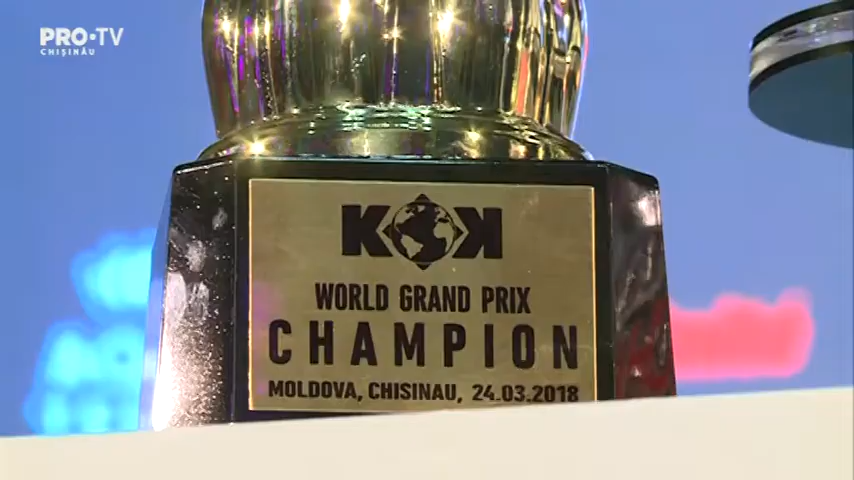 PRO•TV
CHIȘINĂU
KOK
WORLD GRAND PRIX
CHAMPION
MOLDOVA, CHISINAU, 24.03.2018